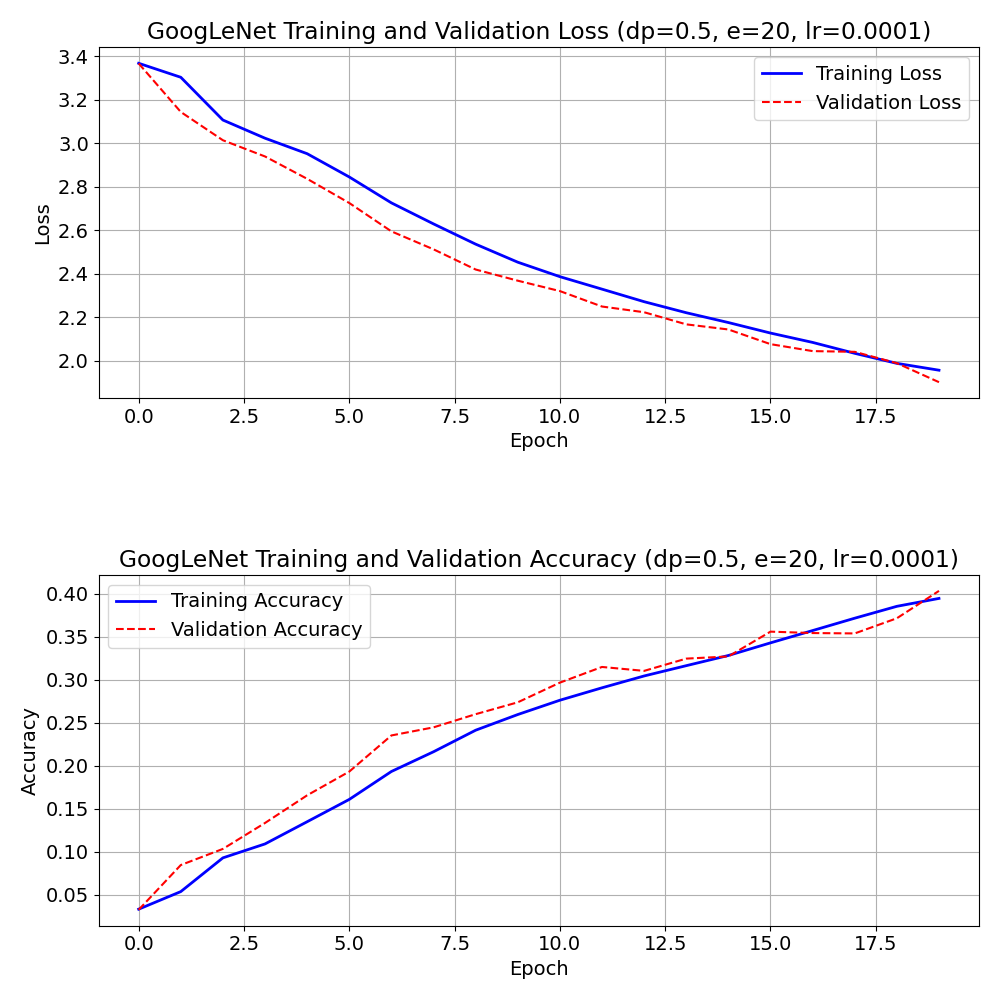 GoogLeNet Training and Validation Loss (dp=0.5, e=20, lr=0.0001)
3.4
3.2
3.0
2.8
2.6
2.4
2.2
2.0
Loss
Training Loss
Validation Loss
0.0 2.5 5.0 7.5 10.0 12.5 15.0 17.5
Epoch
GoogLeNet Training and Validation Accuracy (dp=0.5, e=20, lr=0.0001)
0.40
0.35
0.30
0.25
0.20
0.15
0.10
0.05
Accuracy
Training Accuracy
Validation Accuracy
0.0 2.5 5.0 7.5 10.0 12.5 15.0 17.5
Epoch